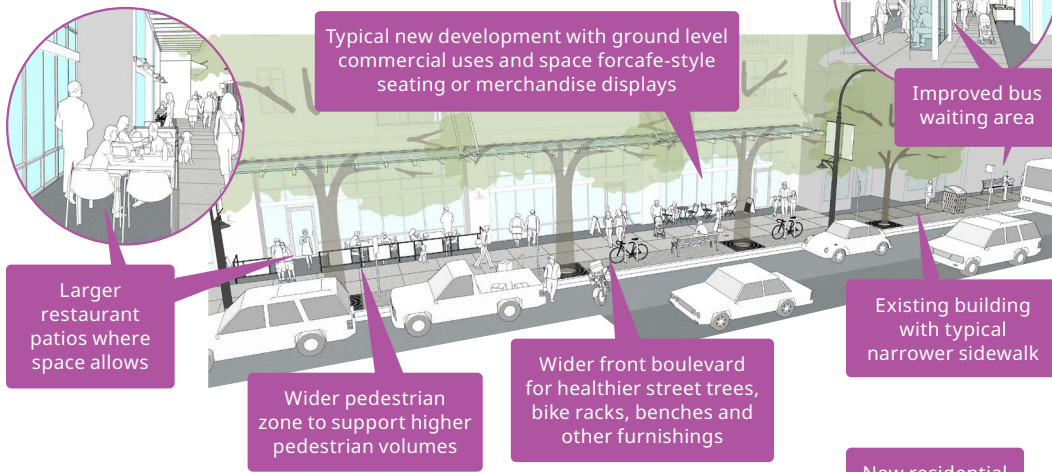 Typical new development with ground level
commercial uses and space forcafe-style
seating or merchandise displays
Improved bus
waiting area
Larger
restaurant
patios where
space allows
Existing building
with typical
narrower sidewalk
Wider pedestrian
zone to support higher
pedestrian volumes
Wider front boulevard
for healthier street trees,
bike racks, benches and
other furnishings
New residential